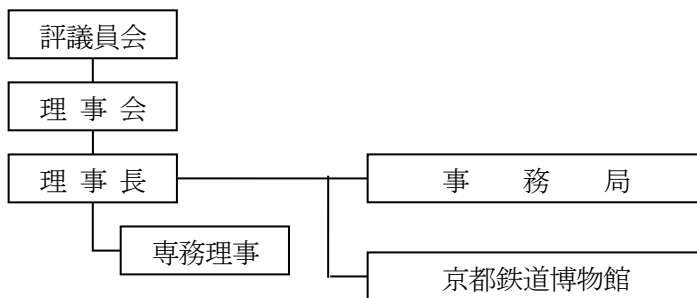 評議員会
理事会
理事長
事務局
専務理事
京都鉄道博物館